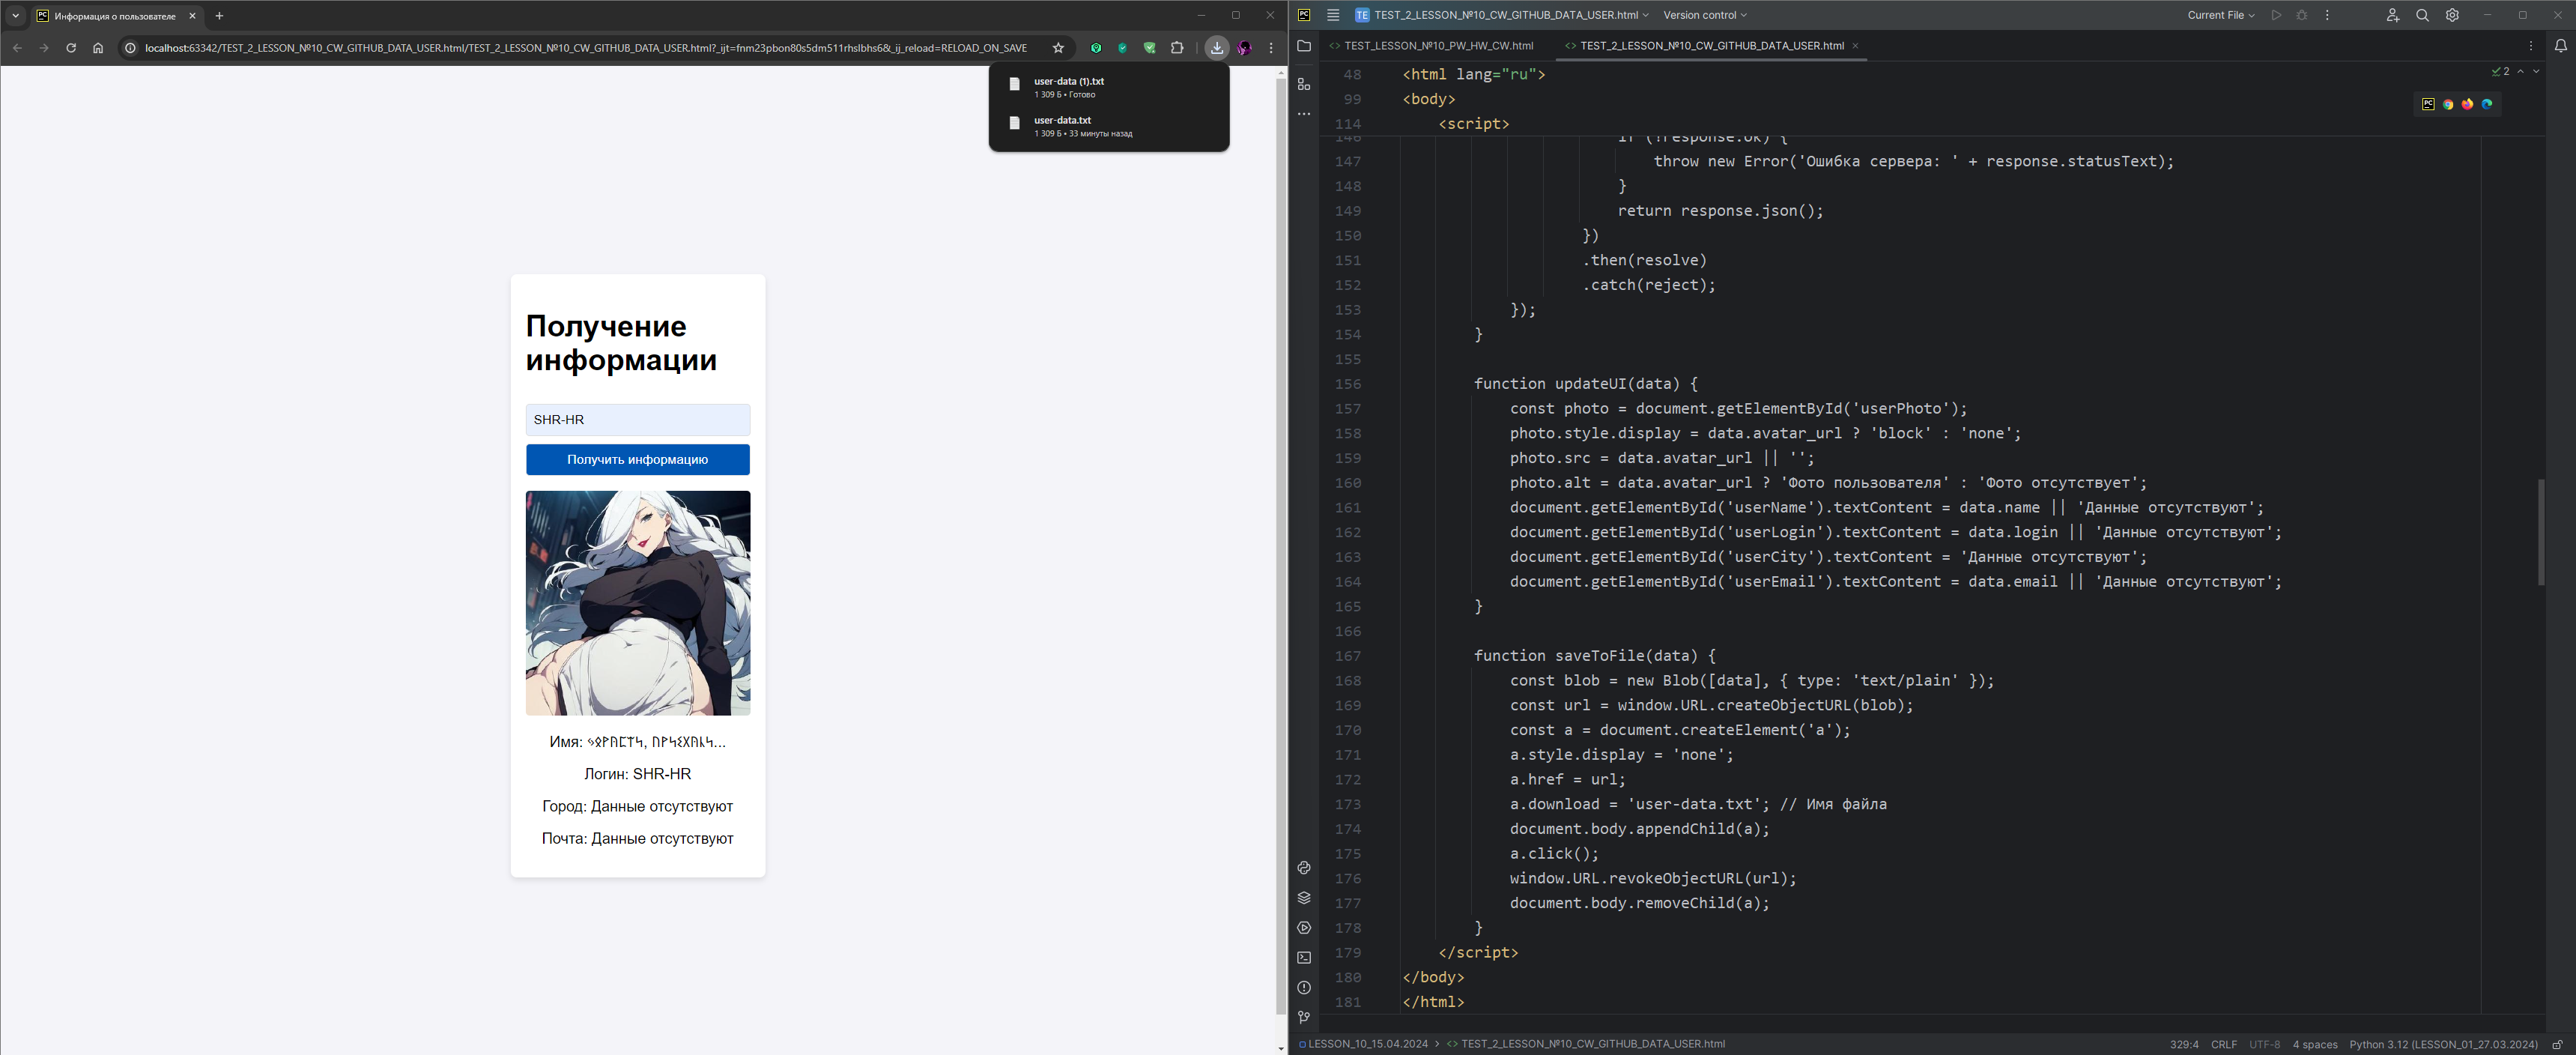 Информация о пользователе
localhost:63342/TEST_2_LESSON_№10_CW_GITHUB_DATA_USER.html/TEST_2_LESSON_№10_CW_GITHUB_DATA_USER.html?_ijt=fnm23pbon80s5dm511rhslbhs6&_ij_reload=RELOAD_ON_SAVE
user-data (1).txt
1 309 Б • Готово
user-data.txt
1 309 Б • 33 минуты назад
Получение
информации
SHR-HR
Получить информацию
Имя:
Логин: SHR-HR
Город: Данные отсутствуют
Почта: Данные отсутствуют
PC
TE TEST_2_LESSON_№10_CW_GITHUB_DATA_USER.html Version control Current File
TEST_LESSON_№10_PW_HW_CW.html TEST_2_LESSON_№10_CW_GITHUB_DATA_USER.html
2
48 <html lang="ru">
99 <body>
114 <script>
146 if (!response.ok) {
147 throw new Error('Ошибка сервера: ' + response.statusText);
148 }
149 return response.json();
150 })
151 .then(resolve)
152 .catch(reject);
153 });
154 }
155
156 function updateUI(data) {
157 const photo = document.getElementById('userPhoto');
158 photo.style.display = data.avatar_url ? 'block' : 'none';
159 photo.src = data.avatar_url || '';
160 photo.alt = data.avatar_url ? 'Фото пользователя' : 'Фото отсутствует';
161 document.getElementById('userName').textContent = data.name || 'Данные отсутствуют';
162 document.getElementById('userLogin').textContent = data.login || 'Данные отсутствуют';
163 document.getElementById('userCity').textContent = 'Данные отсутствуют';
164 document.getElementById('userEmail').textContent = data.email || 'Данные отсутствуют';
165 }
166
167 function saveToFile(data) {
168 const blob = new Blob([data], { type: 'text/plain' });
169 const url = window.URL.createObjectURL(blob);
170 const a = document.createElement('a');
171 a.style.display = 'none';
172 a.href = url;
173 a.download = 'user-data.txt'; // Имя файла
174 document.body.appendChild(a);
175 a.click();
176 window.URL.revokeObjectURL(url);
177 document.body.removeChild(a);
178 }
179 </script>
180 </body>
181 </html>
LESSON_10_15.04.2024 › TEST_2_LESSON_№10_CW_GITHUB_DATA_USER.html
329:4 CRLF UTF-8 4 spaces Python 3.12 (LESSON_01_27.03.2024)